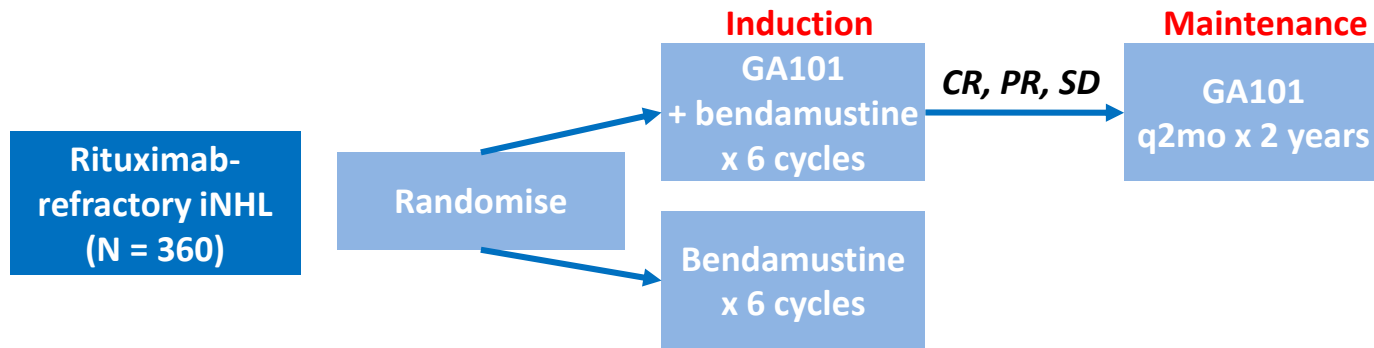 Induction
Maintenance
GA101
+ bendamustine
x 6 cycles
CR, PR, SD
GA101
q2mo x 2 years
Rituximab-
refractory iNHL
(N = 360)
Randomise
Bendamustine
x 6 cycles